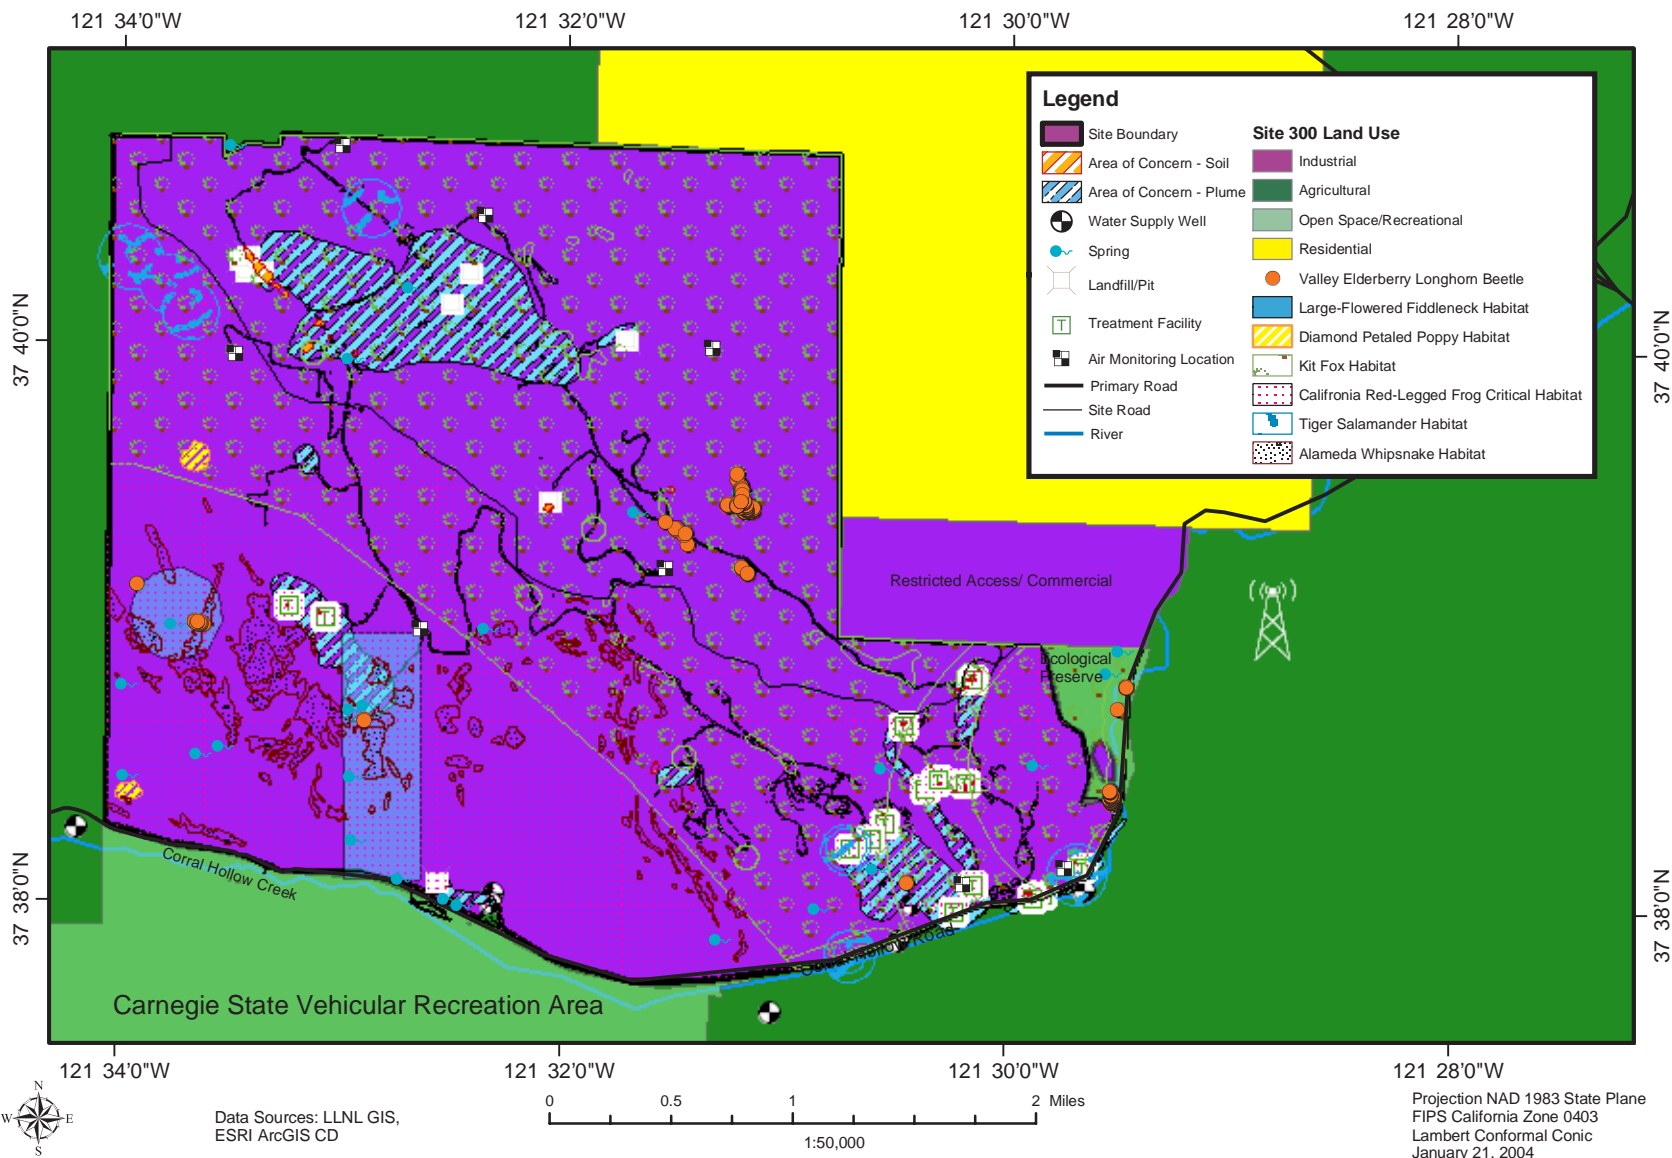 121 34'0"W
121 32'0"W
121 30'0"W
121 28'0"W
Legend
Site Boundary
Area of Concern - Soil
Area of Concern - Plume
Water Supply Well
Spring
Landfill/Pit
Treatment Facility
Air Monitoring Location
Primary Road
Site Road
River
Site 300 Land Use
Industrial
Agricultural
Open Space/Recreational
Residential
Valley Elderberry Longhorn Beetle
Large-Flowered Fiddleneck Habitat
Diamond Petaled Poppy Habitat
Kit Fox Habitat
Califronia Red-Legged Frog Critical Habitat
Tiger Salamander Habitat
Alameda Whipsnake Habitat
37 40'0"N
37 40'0"N
Restricted Access/ Commercial
Ecological
Preserve
T
T
T
T
T
T
T
T
T
T
T
T
T
T
37 38'0"N
37 38'0"N
Corral Hollow Creek
Road
Carnegie State Vehicular Recreation Area
121 34'0"W
121 32'0"W
121 30'0"W
121 28'0"W
N
W
E
S
Data Sources: LLNL GIS,
ESRI ArcGIS CD
0 0.5 1 2 Miles
1:50,000
Projection NAD 1983 State Plane
FIPS California Zone 0403
Lambert Conformal Conic
January 21, 2004